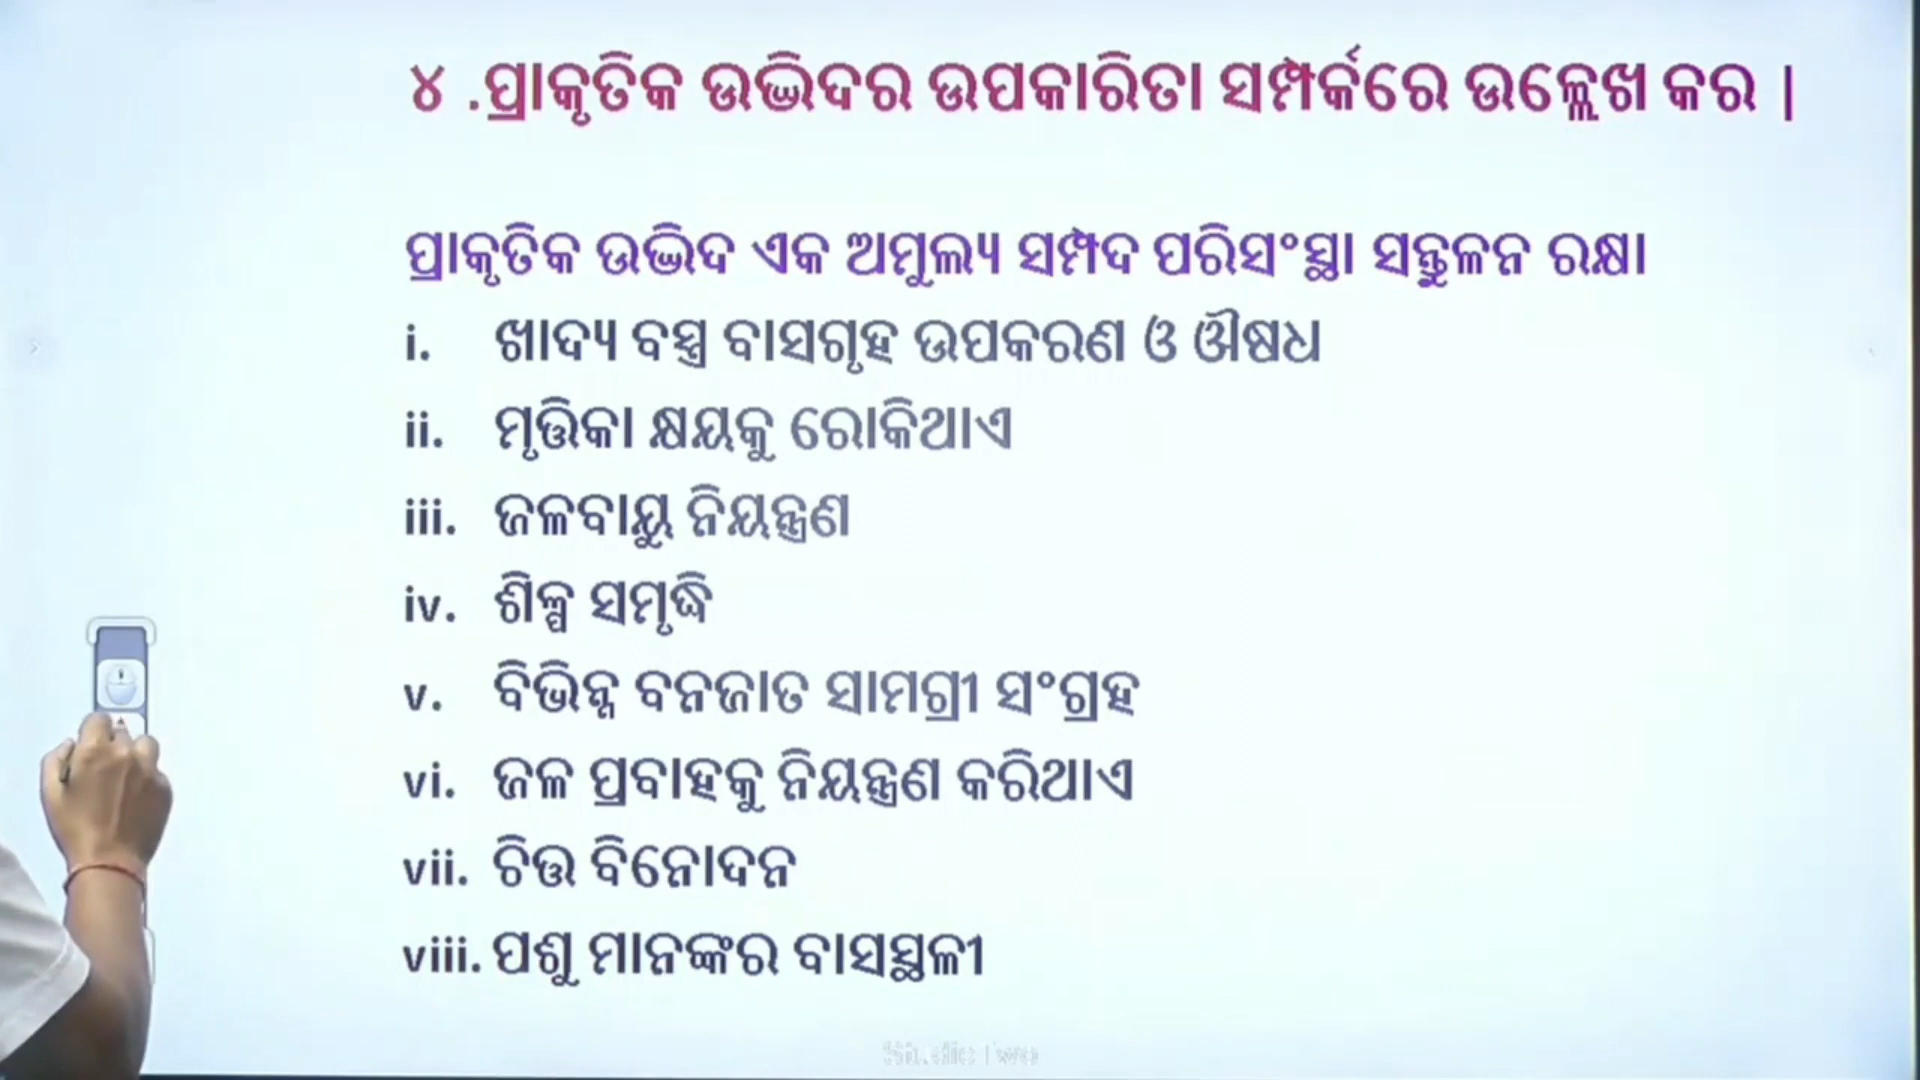 ୪ .ପ୍ରାକୃତିକ ଉଦ୍ଭିଦର ଉପକାରିତା ସମ୍ପର୍କରେ ଉଲ୍ଲେଖ କର |
ପ୍ରାକୃତିକ ଉଦ୍ଭିଦ ଏକ ଅମୁଲ୍ୟ ସମ୍ପଦ ପରିସଂସ୍ଥା ସନ୍ତୁଳନ ରକ୍ଷା
i. ଖାଦ୍ୟ ବସ୍ତ୍ର ବାସଗୃହ ଉପକରଣ ଓ ଔଷଧ
ii. ମୃତ୍ତିକା କ୍ଷୟକୁ ରୋକିଥାଏ
iii. ଜଳବାୟୁ ନିୟନ୍ତ୍ରଣ
iv. ଶିଳ୍ପ ସମୃଦ୍ଧି
v. ବିଭିନ୍ନ ବନଜାତ ସାମଗ୍ରୀ ସଂଗ୍ରହ
vi. ଜଳ ପ୍ରବାହକୁ ନିୟନ୍ତ୍ରଣ କରିଥାଏ
vii. ଚିତ୍ତ ବିନୋଦନ
viii. ପଶୁ ମାନଙ୍କର ବାସସ୍ଥଳୀ